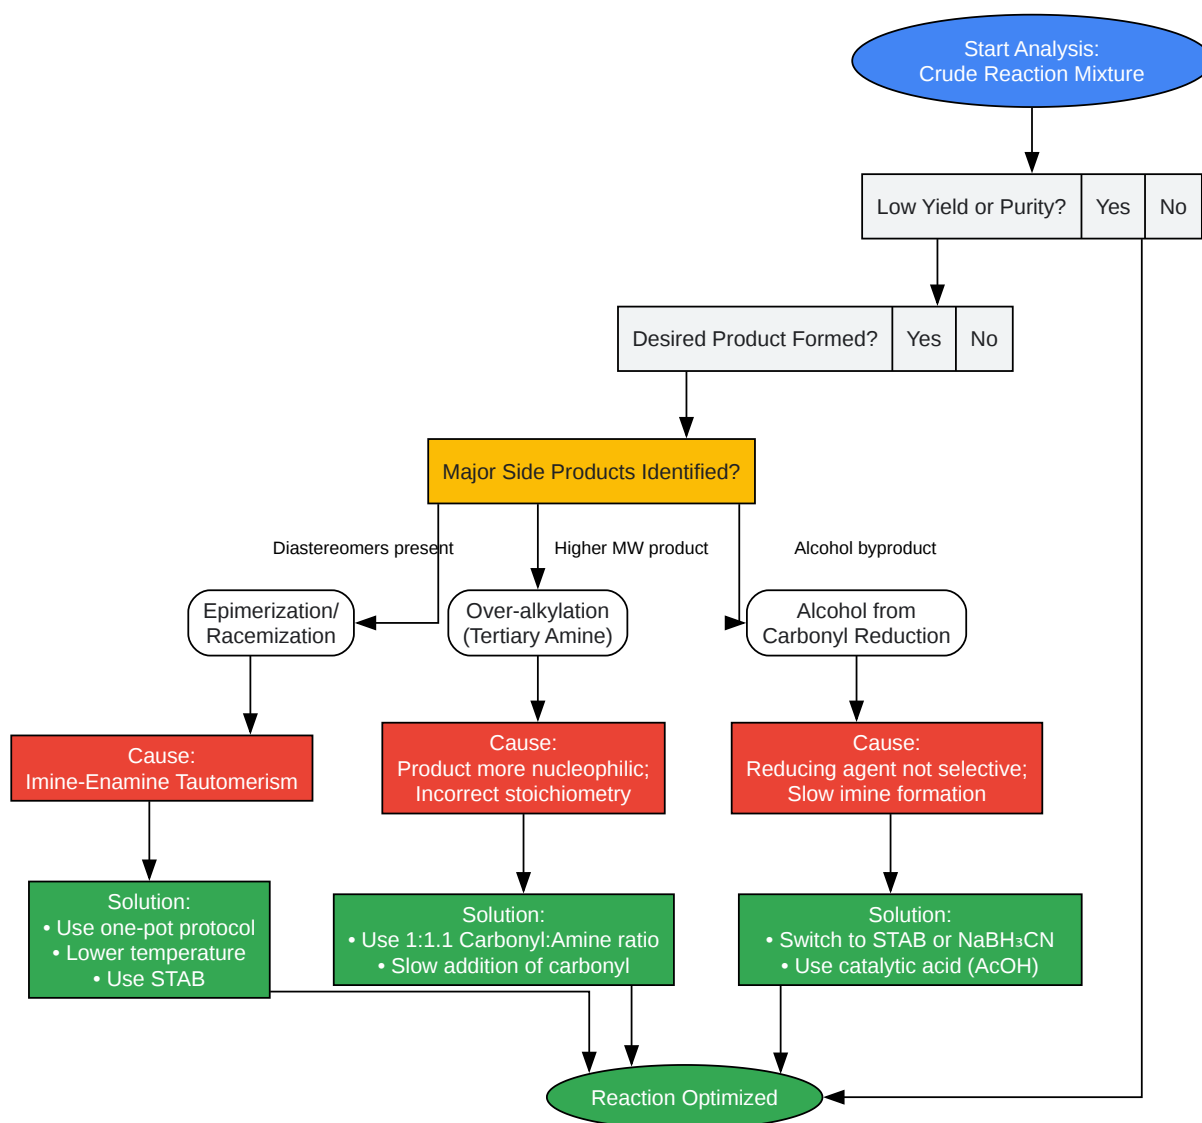 Start Analysis:
Crude Reaction Mixture
Low Yield or Purity? Yes No
Desired Product Formed? Yes No
Major Side Products Identified?
Diastereomers present Higher MW product Alcohol byproduct
Epimerization/
Racemization
Over-alkylation
(Tertiary Amine)
Alcohol from
Carbonyl Reduction
Cause:
Imine-Enamine Tautomerism
Cause:
Product more nucleophilic;
Incorrect stoichiometry
Cause:
Reducing agent not selective;
Slow imine formation
Solution:
• Use one-pot protocol
• Lower temperature
• Use STAB
Solution:
• Use 1:1.1 Carbonyl:Amine ratio
• Slow addition of carbonyl
Solution:
• Switch to STAB or NaBH₃CN
• Use catalytic acid (AcOH)
Reaction Optimized